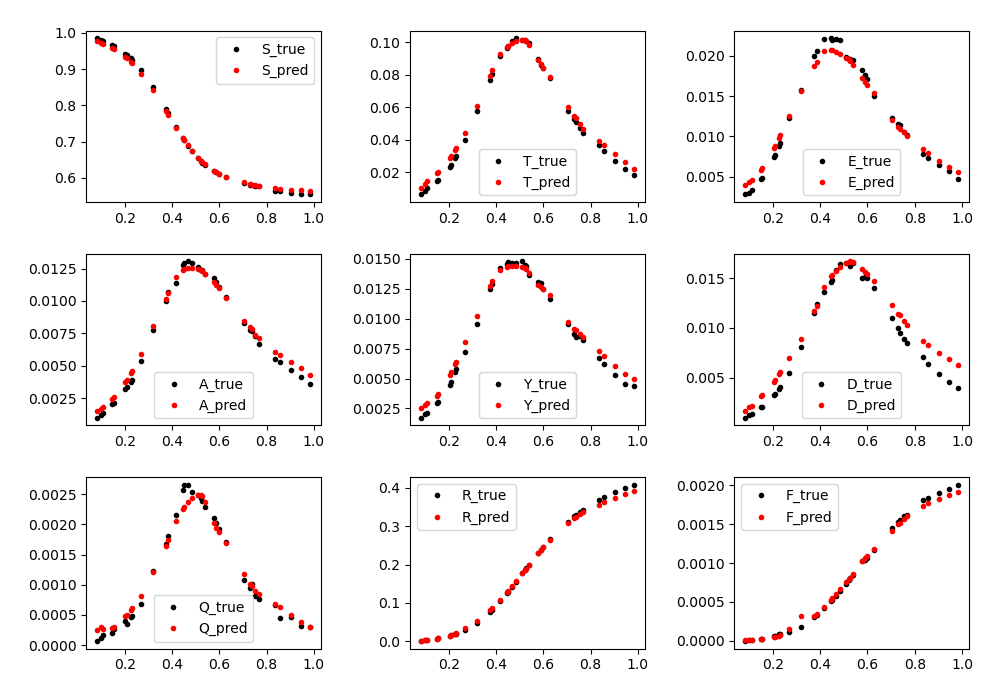 1.0
0.9
0.8
0.7
0.6
S_true
S_pred
0.2 0.4 0.6 0.8 1.0
0.10
0.08
0.06
0.04
0.02
T_true
T_pred
0.2 0.4 0.6 0.8 1.0
0.020
0.015
0.010
0.005
E_true
E_pred
0.2 0.4 0.6 0.8 1.0
0.0125
0.0100
0.0075
0.0050
0.0025
A_true
A_pred
0.2 0.4 0.6 0.8 1.0
0.0150
0.0125
0.0100
0.0075
0.0050
0.0025
Y_true
Y_pred
0.2 0.4 0.6 0.8 1.0
0.015
0.010
0.005
D_true
D_pred
0.2 0.4 0.6 0.8 1.0
0.0025
0.0020
0.0015
0.0010
0.0005
0.0000
Q_true
Q_pred
0.2 0.4 0.6 0.8 1.0
0.4
0.3
0.2
0.1
0.0
R_true
R_pred
0.2 0.4 0.6 0.8 1.0
0.0020
0.0015
0.0010
0.0005
0.0000
F_true
F_pred
0.2 0.4 0.6 0.8 1.0